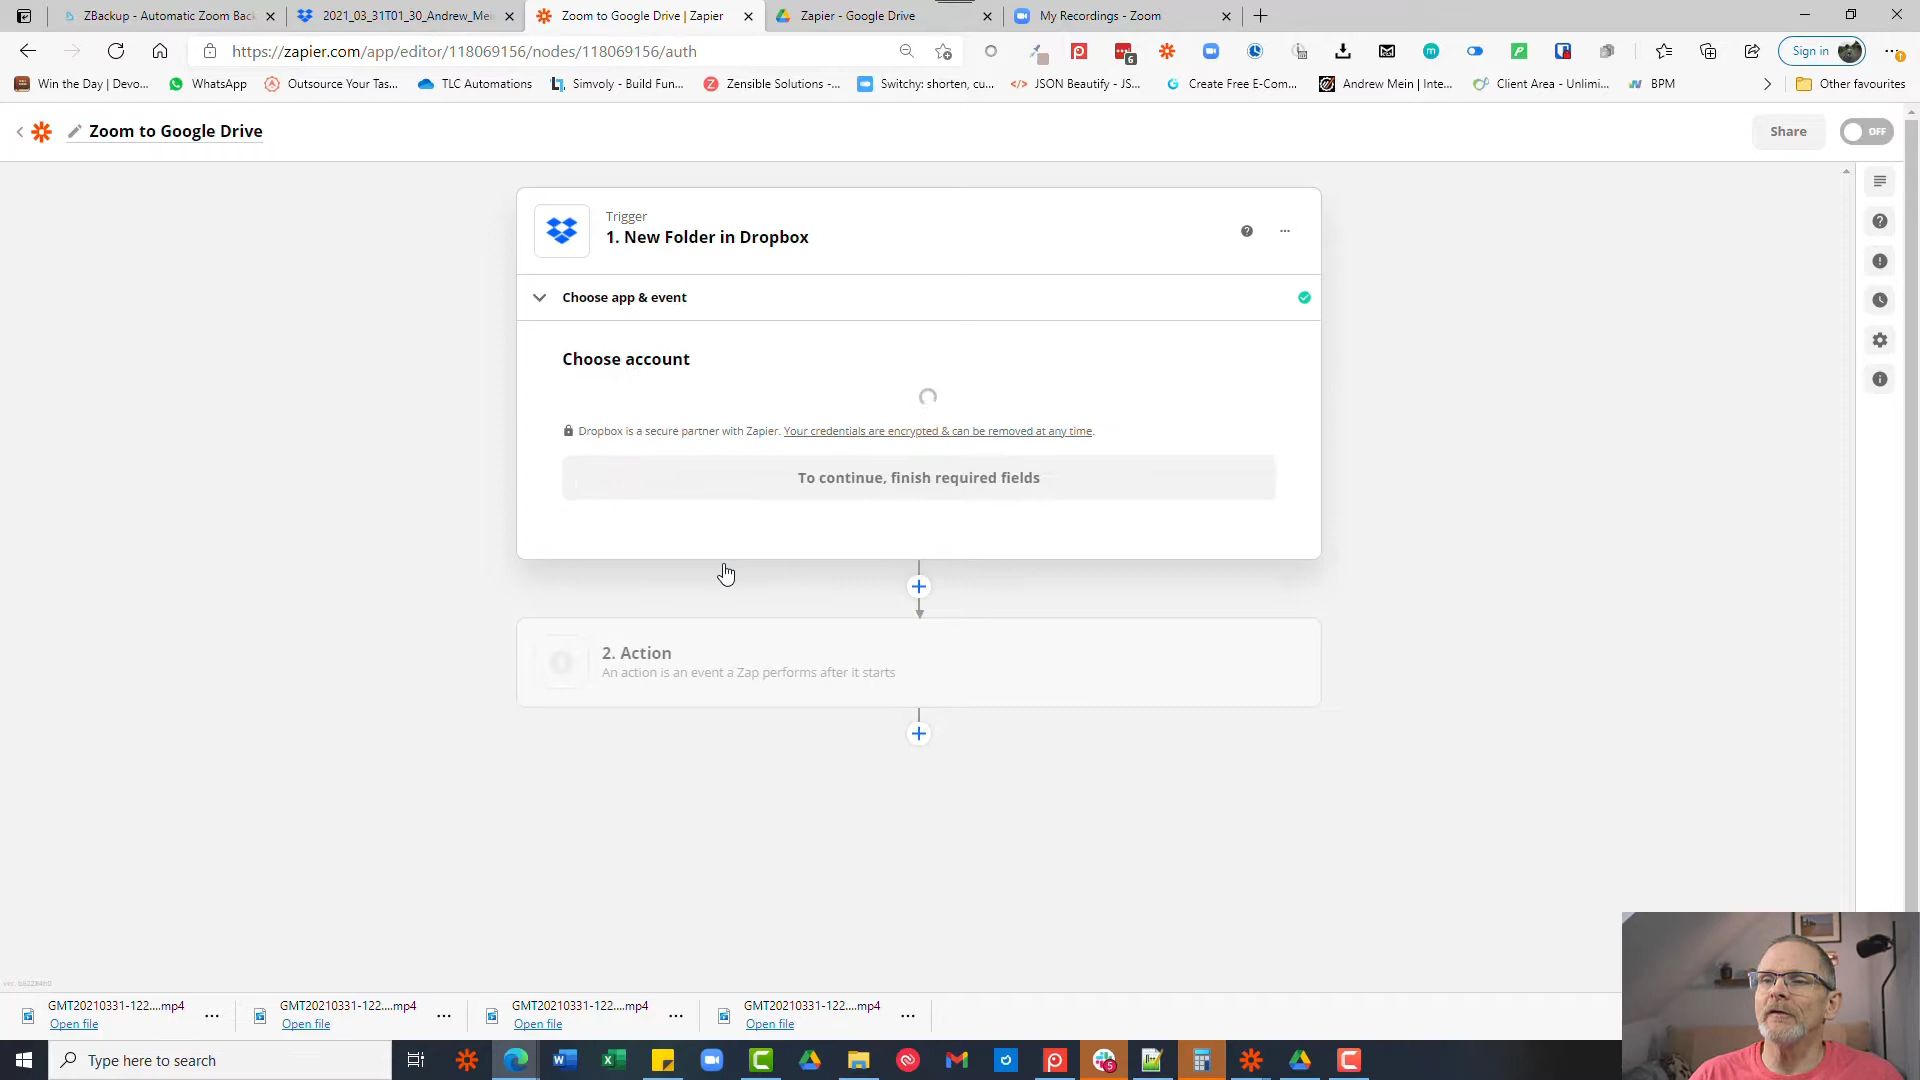 ZBackup - Automatic Zoom Back
2021_03_31T01_30_Andrew_Mei
Zoom to Google Drive | Zapier
Zapier - Google Drive
My Recordings - Zoom
https://zapier.com/app/editor/118069156/nodes/118069156/auth
6
Sign in
Win the Day | Devo...
WhatsApp
Outsource Your Tas...
TLC Automations
Simvoly - Build Fun...
Zensible Solutions -...
Switchy: shorten, cu...
JSON Beautify - JS...
Create Free E-Com...
Andrew Mein | Inte...
Client Area - Unlimi...
BPM
Other favourites
Zoom to Google Drive
Share
OFF
Trigger
1. New Folder in Dropbox
Choose app & event
Choose account
Dropbox is a secure partner with Zapier. Your credentials are encrypted & can be removed at any time.
To continue, finish required fields
2. Action
An action is an event a Zap performs after it starts
GMT20210331-122....mp4
Open file
GMT20210331-122....mp4
Open file
GMT20210331-122....mp4
Open file
GMT20210331-122....mp4
Open file
Type here to search
5